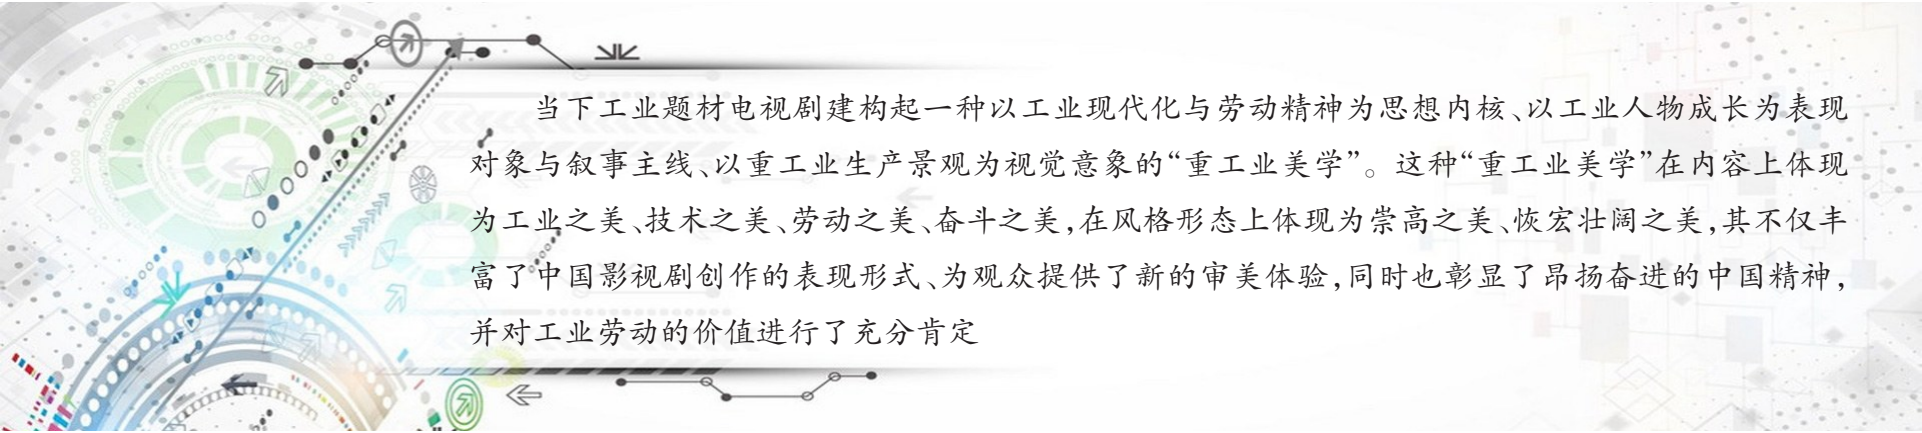 当下工业题材电视剧建构起一种以工业现代化与劳动精神为思想内核、以工业人物成长为表现
对象与叙事主线、以重工业生产景观为视觉意象的“重工业美学”。这种“重工业美学”在内容上体现
为工业之美、技术之美、劳动之美、奋斗之美,在风格形态上体现为崇高之美、恢宏壮阔之美,其不仅丰
富了中国影视剧创作的表现形式、为观众提供了新的审美体验,同时也彰显了昂扬奋进的中国精神,
并对工业劳动的价值进行了充分肯定